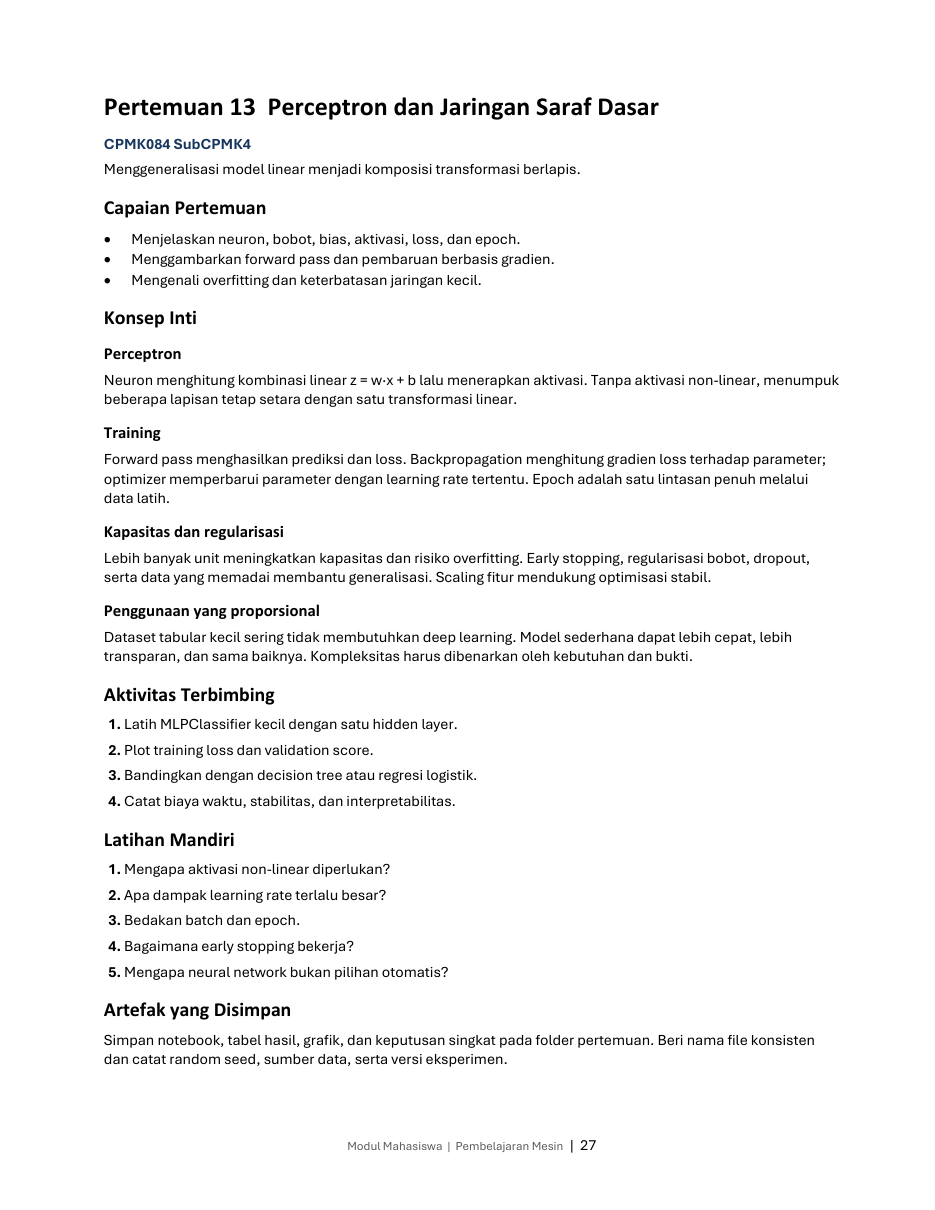 Pertemuan 13  Perceptron dan Jaringan Saraf Dasar
CPMK084 SubCPMK4
Menggeneralisasi model linear menjadi komposisi transformasi berlapis.
Capaian Pertemuan
• Menjelaskan neuron, bobot, bias, aktivasi, loss, dan epoch.
• Menggambarkan forward pass dan pembaruan berbasis gradien.
• Mengenali overfitting dan keterbatasan jaringan kecil.
Konsep Inti
Perceptron
Neuron menghitung kombinasi linear z = w·x + b lalu menerapkan aktivasi. Tanpa aktivasi non-linear, menumpuk
beberapa lapisan tetap setara dengan satu transformasi linear.
Training
Forward pass menghasilkan prediksi dan loss. Backpropagation menghitung gradien loss terhadap parameter;
optimizer memperbarui parameter dengan learning rate tertentu. Epoch adalah satu lintasan penuh melalui
data latih.
Kapasitas dan regularisasi
Lebih banyak unit meningkatkan kapasitas dan risiko overfitting. Early stopping, regularisasi bobot, dropout,
serta data yang memadai membantu generalisasi. Scaling fitur mendukung optimisasi stabil.
Penggunaan yang proporsional
Dataset tabular kecil sering tidak membutuhkan deep learning. Model sederhana dapat lebih cepat, lebih
transparan, dan sama baiknya. Kompleksitas harus dibenarkan oleh kebutuhan dan bukti.
Aktivitas Terbimbing
1. Latih MLPClassifier kecil dengan satu hidden layer.
2. Plot training loss dan validation score.
3. Bandingkan dengan decision tree atau regresi logistik.
4. Catat biaya waktu, stabilitas, dan interpretabilitas.
Latihan Mandiri
1. Mengapa aktivasi non-linear diperlukan?
2. Apa dampak learning rate terlalu besar?
3. Bedakan batch dan epoch.
4. Bagaimana early stopping bekerja?
5. Mengapa neural network bukan pilihan otomatis?
Artefak yang Disimpan
Simpan notebook, tabel hasil, grafik, dan keputusan singkat pada folder pertemuan. Beri nama file konsisten
dan catat random seed, sumber data, serta versi eksperimen.
Modul Mahasiswa | Pembelajaran Mesin | 27